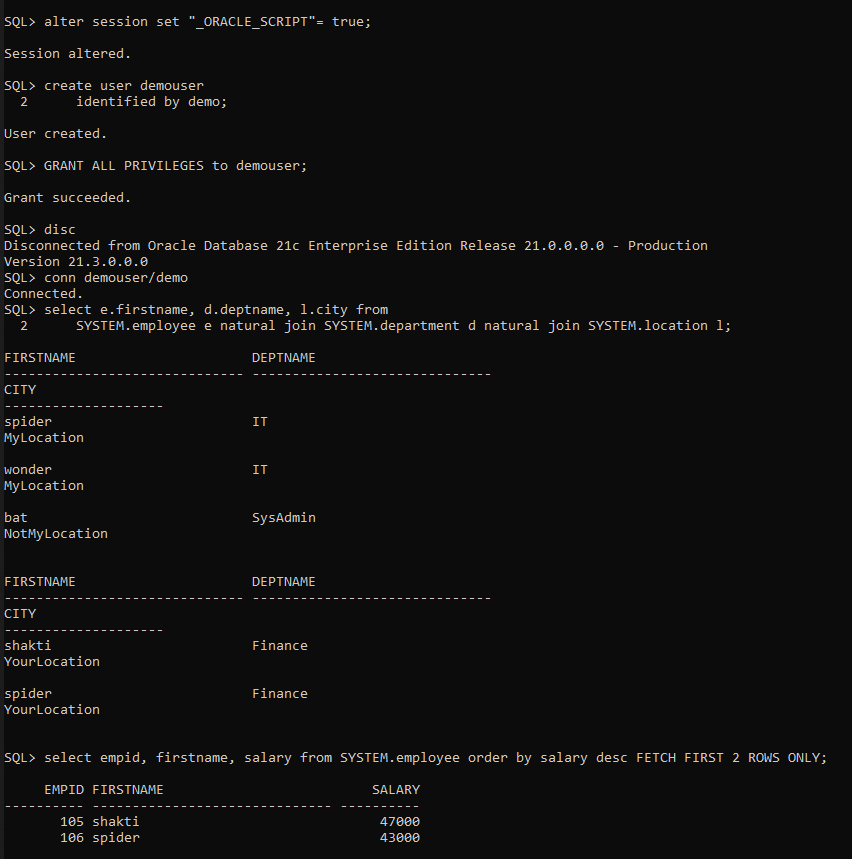 SQL> alter session set "_ORACLE_SCRIPT"= true;
Session altered.
SQL> create user demouser
  2      identified by demo;
User created.
SQL> GRANT ALL PRIVILEGES to demouser;
Grant succeeded.
SQL> disc
Disconnected from Oracle Database 21c Enterprise Edition Release 21.0.0.0.0 - Production
Version 21.3.0.0.0
SQL> conn demouser/demo
Connected.
SQL> select e.firstname, d.deptname, l.city from
  2      SYSTEM.employee e natural join SYSTEM.department d natural join SYSTEM.location l;
FIRSTNAME                      DEPTNAME
------------------------------ ------------------------------
CITY
--------------------
spider                         IT
MyLocation
wonder                         IT
MyLocation
bat                            SysAdmin
NotMyLocation
FIRSTNAME                      DEPTNAME
------------------------------ ------------------------------
CITY
--------------------
shakti                         Finance
YourLocation
spider                         Finance
YourLocation
SQL> select empid, firstname, salary from SYSTEM.employee order by salary desc FETCH FIRST 2 ROWS ONLY;
     EMPID FIRSTNAME                          SALARY
---------- ------------------------------ ----------
       105 shakti                              47000
       106 spider                              43000